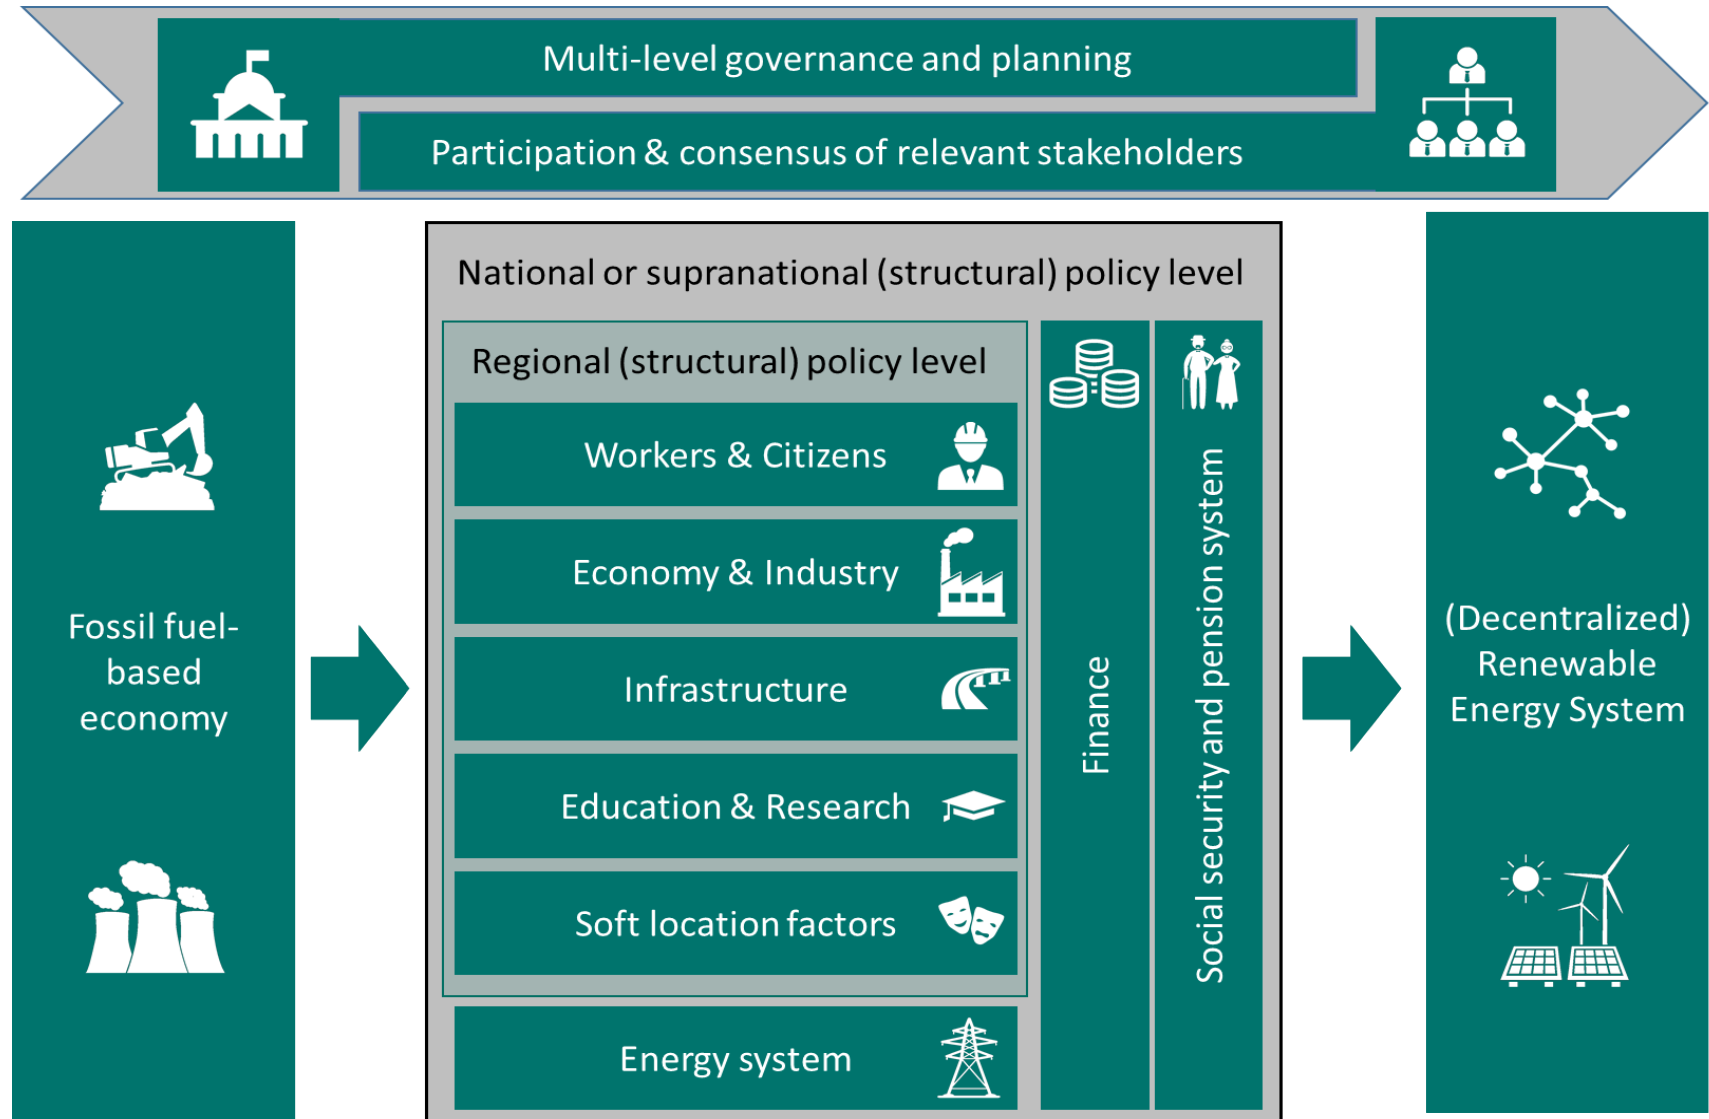 Multi-level governance and planning
Participation & consensus of relevant stakeholders
Fossil fuel-
based
economy
National or supranational (structural) policy level
Regional (structural) policy level
Workers & Citizens
Economy & Industry
Infrastructure
Education & Research
Soft location factors
Energy system
Finance
Social security and pension system
(Decentralized)
Renewable
Energy System